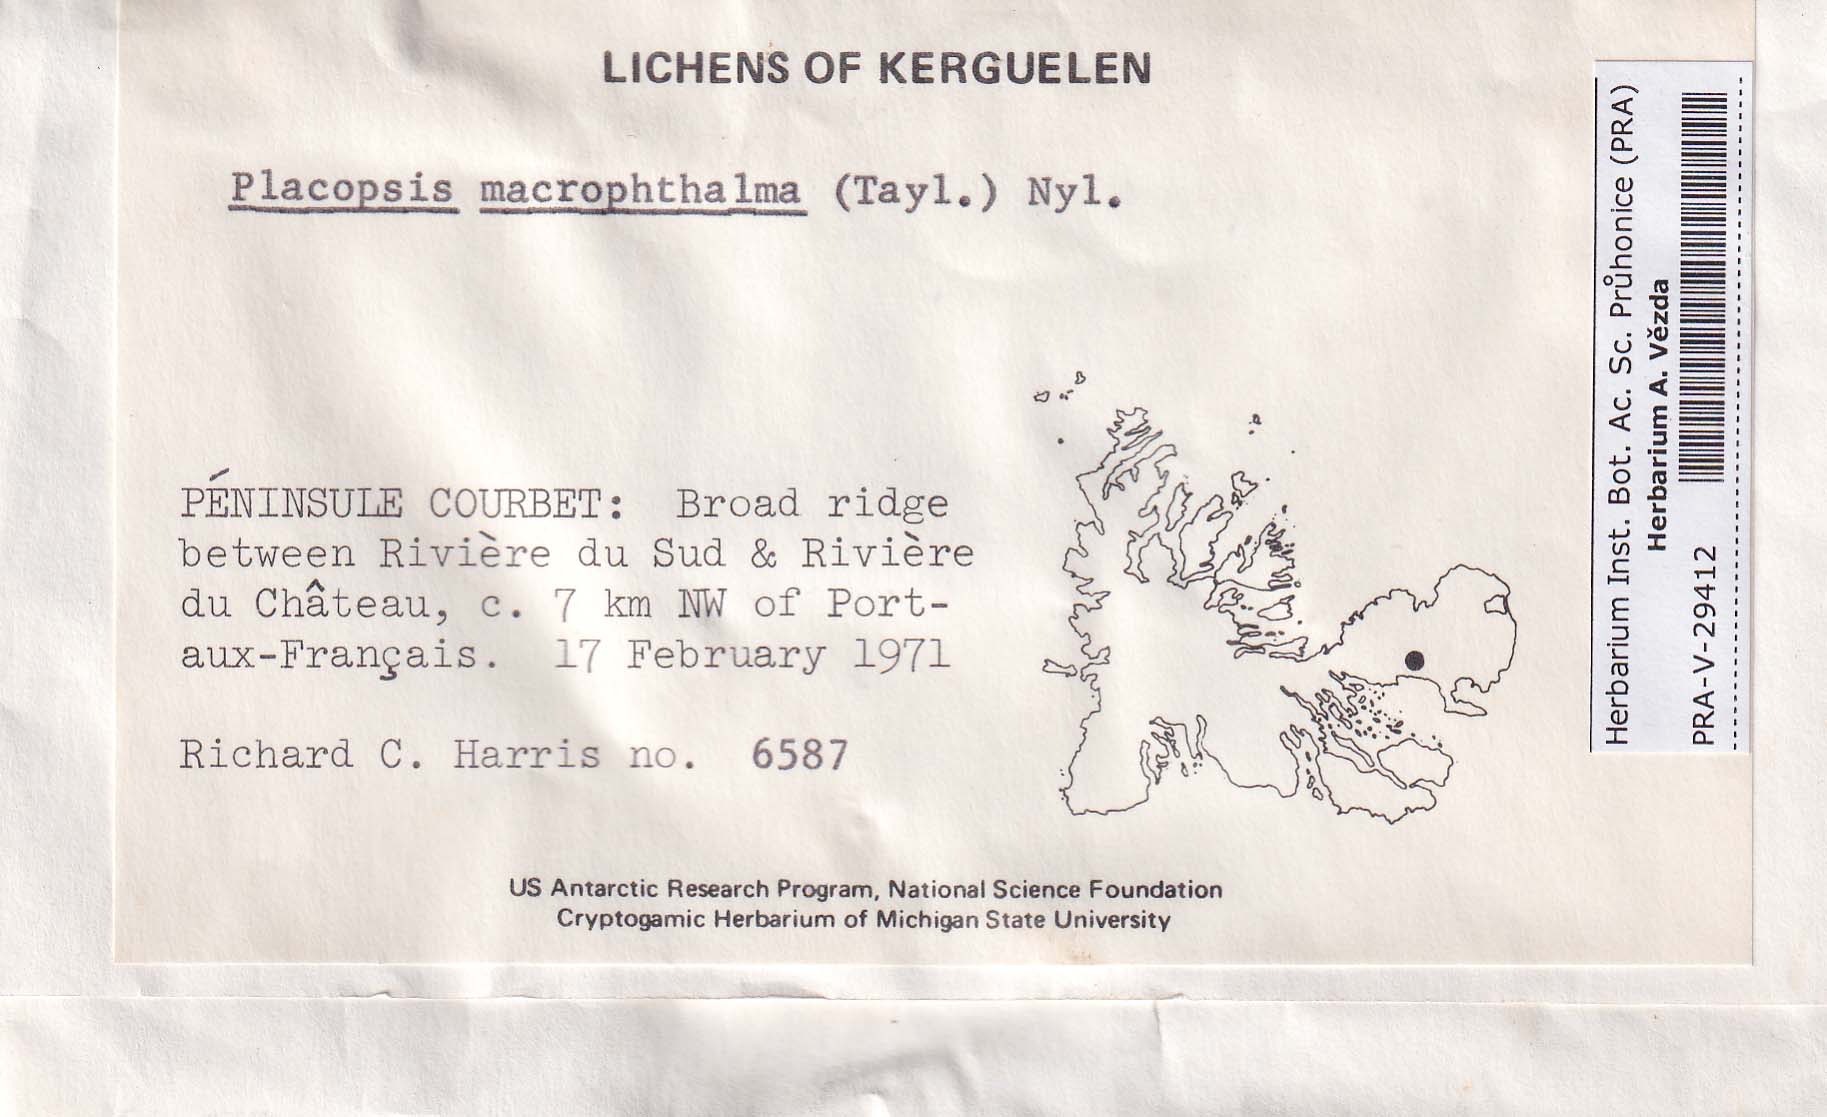 LICHENS OF KERGUELEN
Placopsis macrophthalma (Tayl.) Nyl.
PÉNINSULE COURBET: Broad ridge
between Rivière du Sud & Rivière
du Château, c. 7 km NW of Port-
aux-Français. 17 February 1971
Richard C. Harris no. 6587
US Antarctic Research Program, National Science Foundation
Cryptogamic Herbarium of Michigan State University
Herbarium Inst. Bot. Ac. Sc. Průhonice (PRA)
Herbarium A. Vězda
PRA-V-29412